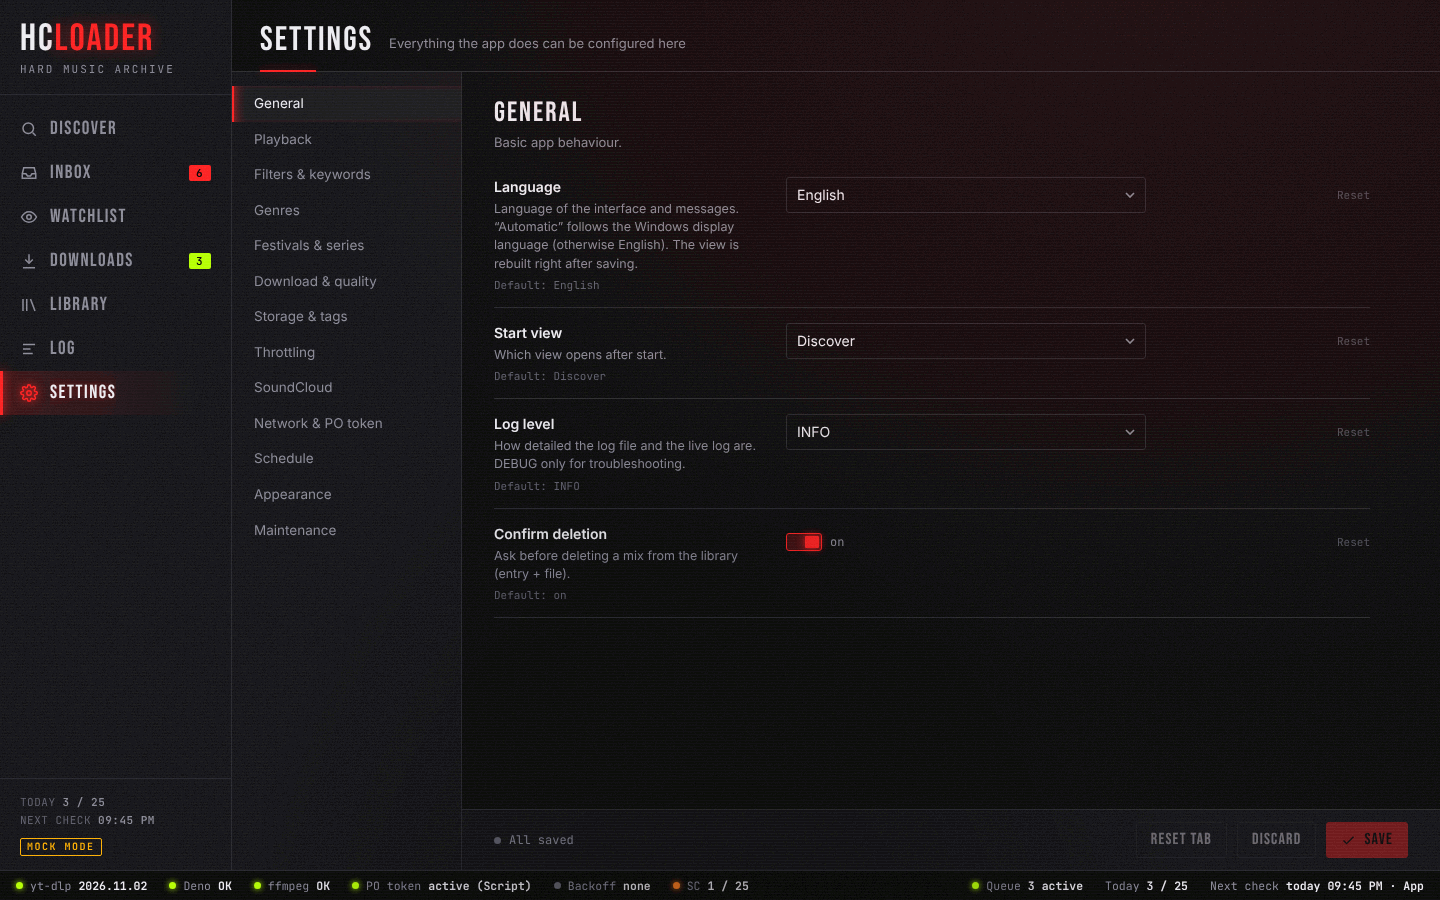 HCLOADER
HARD MUSIC ARCHIVE
DISCOVER
INBOX 6
WATCHLIST
DOWNLOADS 3
LIBRARY
LOG
SETTINGS
TODAY 3 / 25
NEXT CHECK 09:45 PM
MOCK MODE
SETTINGS Everything the app does can be configured here
General
Playback
Filters & keywords
Genres
Festivals & series
Download & quality
Storage & tags
Throttling
SoundCloud
Network & PO token
Schedule
Appearance
Maintenance
GENERAL
Basic app behaviour.
Language
Language of the interface and messages.
“Automatic” follows the Windows display
language (otherwise English). The view is
rebuilt right after saving.
Default: English
English
Reset
Start view
Which view opens after start.
Default: Discover
Discover
Reset
Log level
How detailed the log file and the live log are.
DEBUG only for troubleshooting.
Default: INFO
INFO
Reset
Confirm deletion
Ask before deleting a mix from the library
(entry + file).
Default: on
on
Reset
All saved
RESET TAB
DISCARD
SAVE
yt-dlp 2026.11.02 Deno OK ffmpeg OK PO token active (Script) Backoff none SC 1 / 25 Queue 3 active Today 3 / 25 Next check today 09:45 PM · App